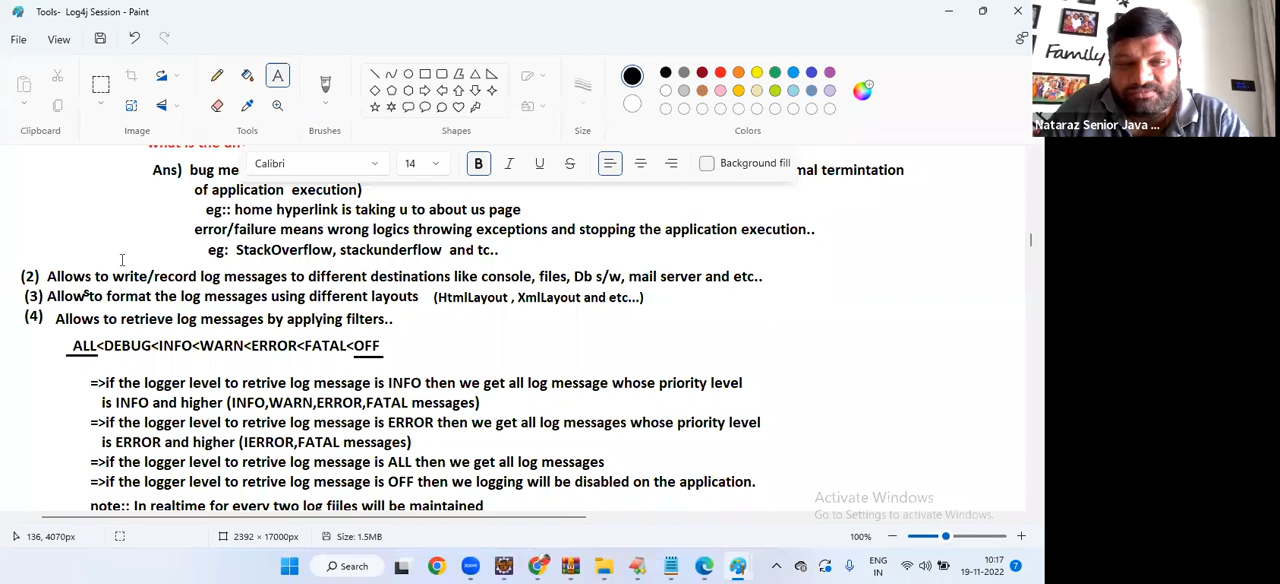 Tools- Log4j Session - Paint
File View
Clipboard Image Tools Brushes Shapes Size Colors
Family
Nataraz Senior Java ...
Calibri 14 B I U S Background fill
Ans) bug me mal termintation
of application execution)
eg:: home hyperlink is taking u to about us page
error/failure means wrong logics throwing exceptions and stopping the application execution..
eg: StackOverflow, stackunderflow and tc..
(2) Allows to write/record log messages to different destinations like console, files, Db s/w, mail server and etc..
(3) Allows to format the log messages using different layouts (HtmlLayout , XmlLayout and etc...)
(4) Allows to retrieve log messages by applying filters..
ALL<DEBUG<INFO<WARN<ERROR<FATAL<OFF
=>if the logger level to retrive log message is INFO then we get all log message whose priority level
is INFO and higher (INFO,WARN,ERROR,FATAL messages)
=>if the logger level to retrive log message is ERROR then we get all log messages whose priority level
is ERROR and higher (IERROR,FATAL messages)
=>if the logger level to retrive log message is ALL then we get all log messages
=>if the logger level to retrive log message is OFF then we logging will be disabled on the application.
note:: In realtime for every two log fiiles will be maintained
Activate Windows
Go to Settings to activate Windows.
136, 4070px 2392 × 17000px Size: 1.5MB 100%
Search
ENG
IN
10:17
19-11-2022